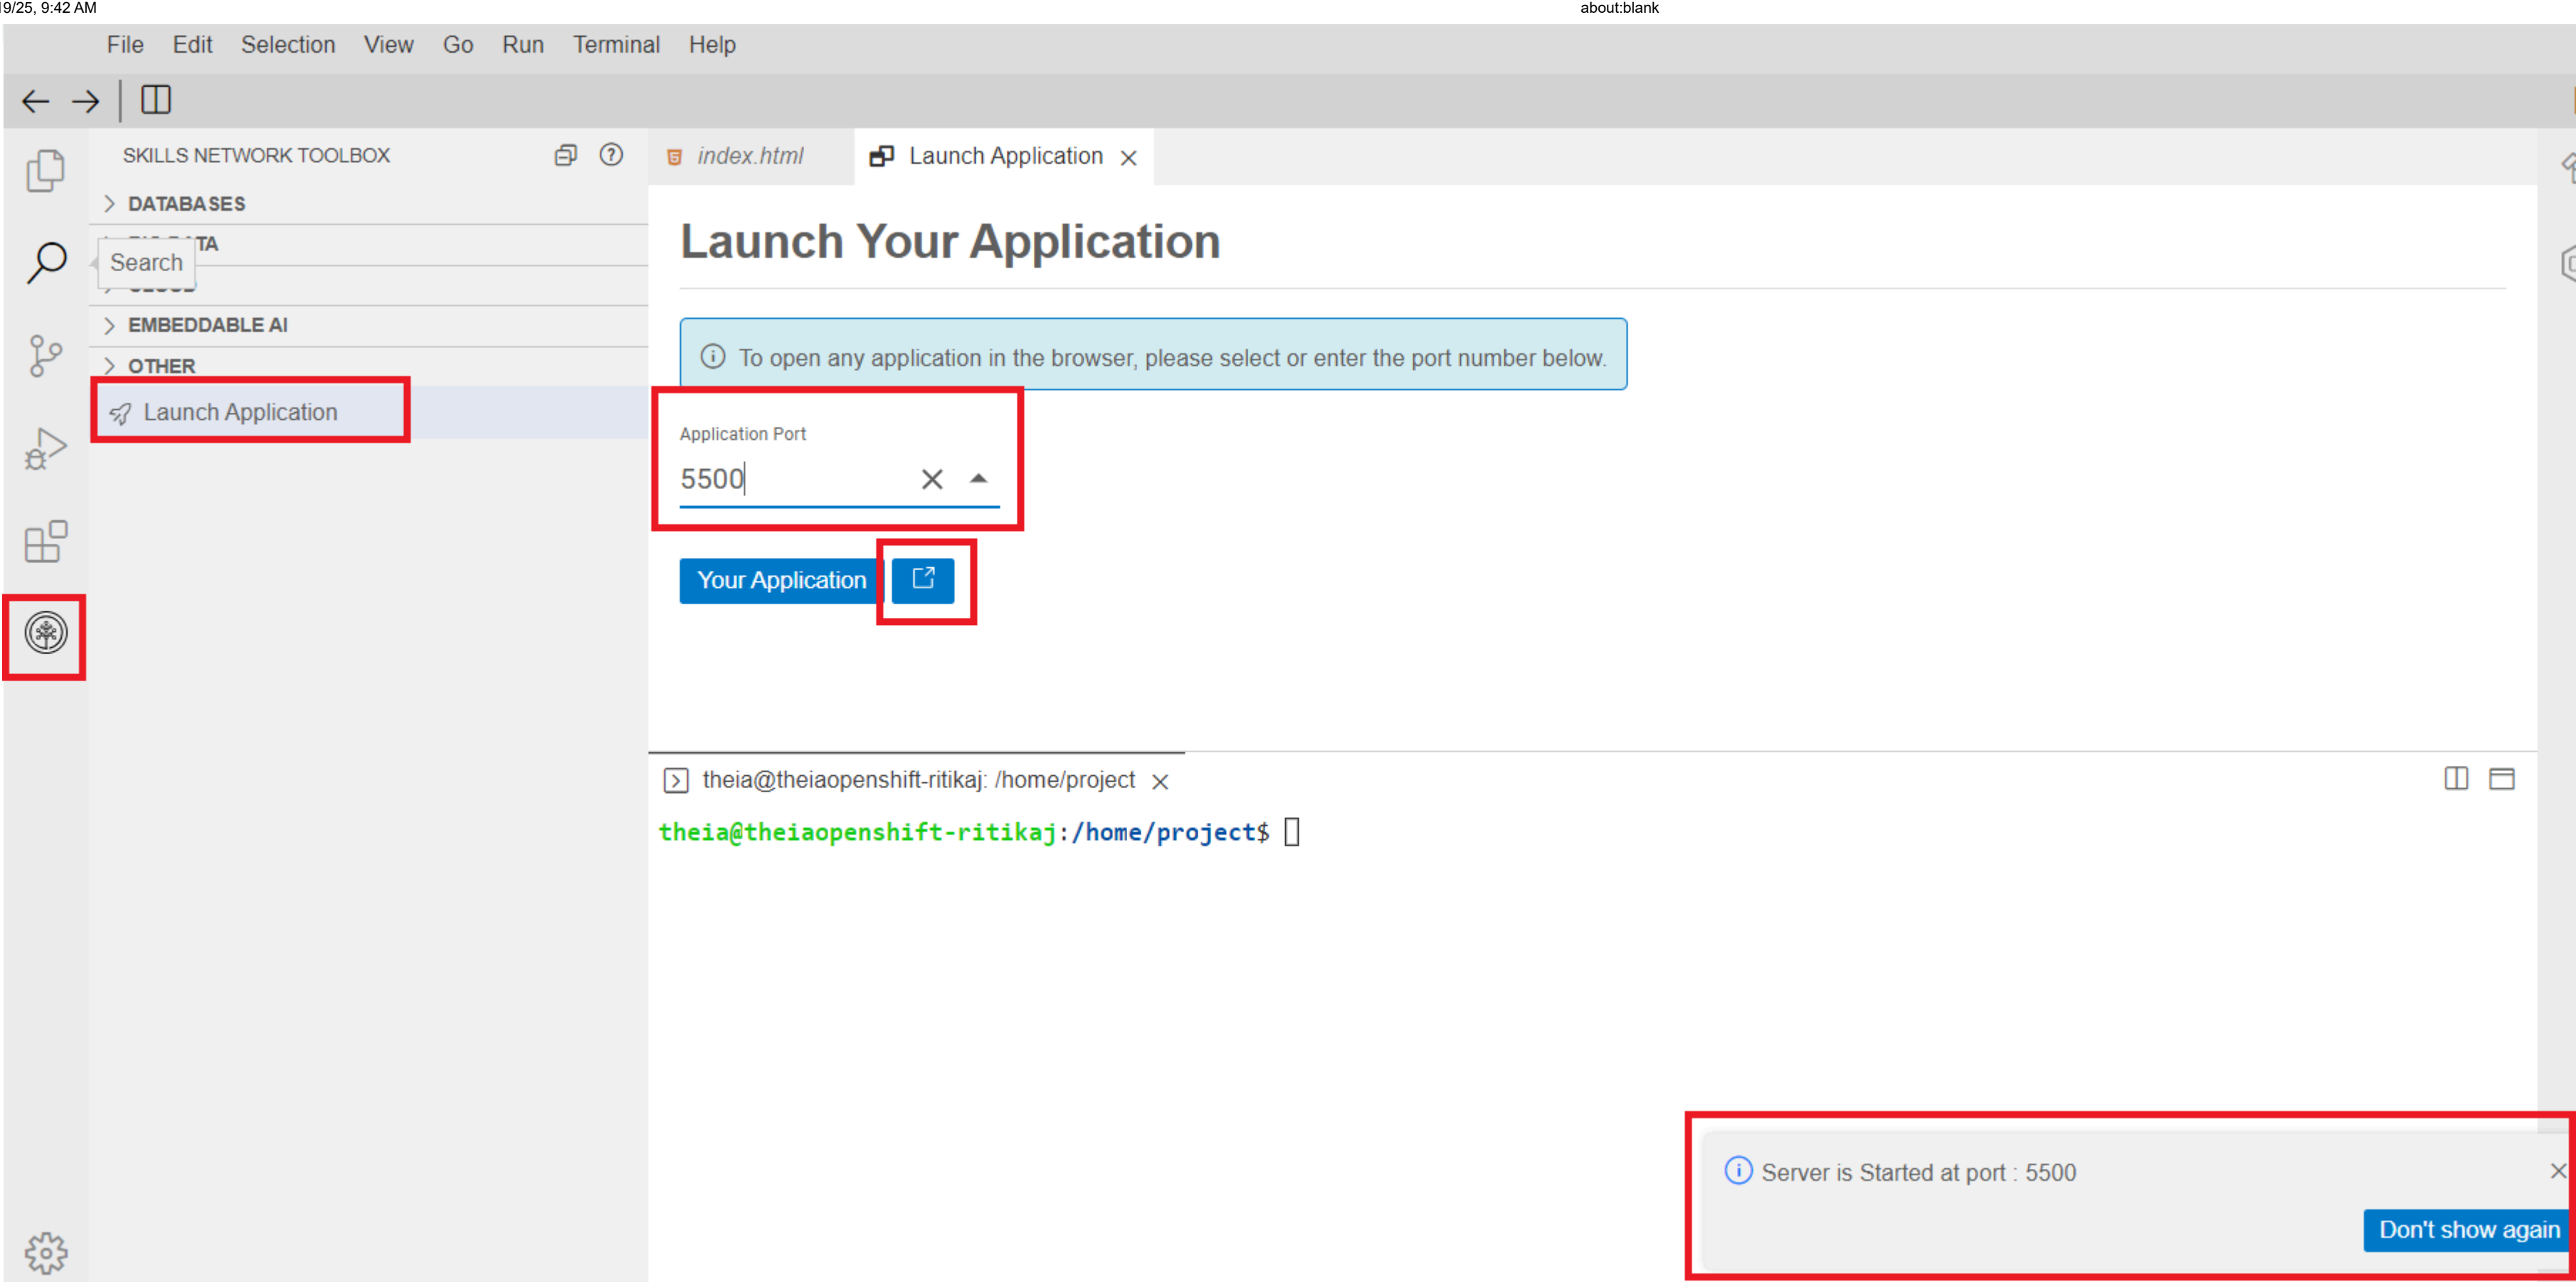 9/25, 9:42 AM
about:blank
File Edit Selection View Go Run Terminal Help
SKILLS NETWORK TOOLBOX
index.html
Launch Application
DATABASES
TA
Search
EMBEDDABLE AI
OTHER
Launch Application
Launch Your Application
To open any application in the browser, please select or enter the port number below.
Application Port
5500
Your Application
theia@theiaopenshift-ritikaj: /home/project
theia@theiaopenshift-ritikaj:/home/project$
Server is Started at port : 5500
Don't show again